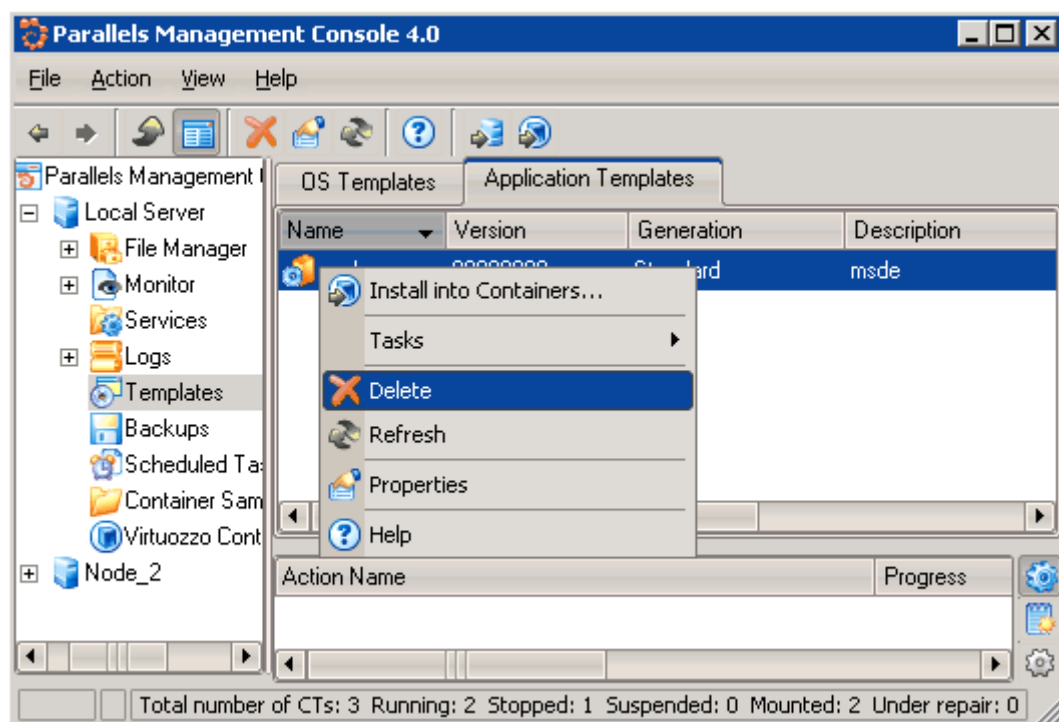 Parallels Management Console 4.0
File Action View Help
Parallels Management
Local Server
File Manager
Monitor
Services
Logs
Templates
Backups
Scheduled Ta
Container Sam
Virtuozzo Cont
Node_2
OS Templates Application Templates
Name Version Generation Description
msde
Install into Containers...
Tasks
Delete
Refresh
Properties
Help
Action Name Progress
Total number of CTs: 3 Running: 2 Stopped: 1 Suspended: 0 Mounted: 2 Under repair: 0